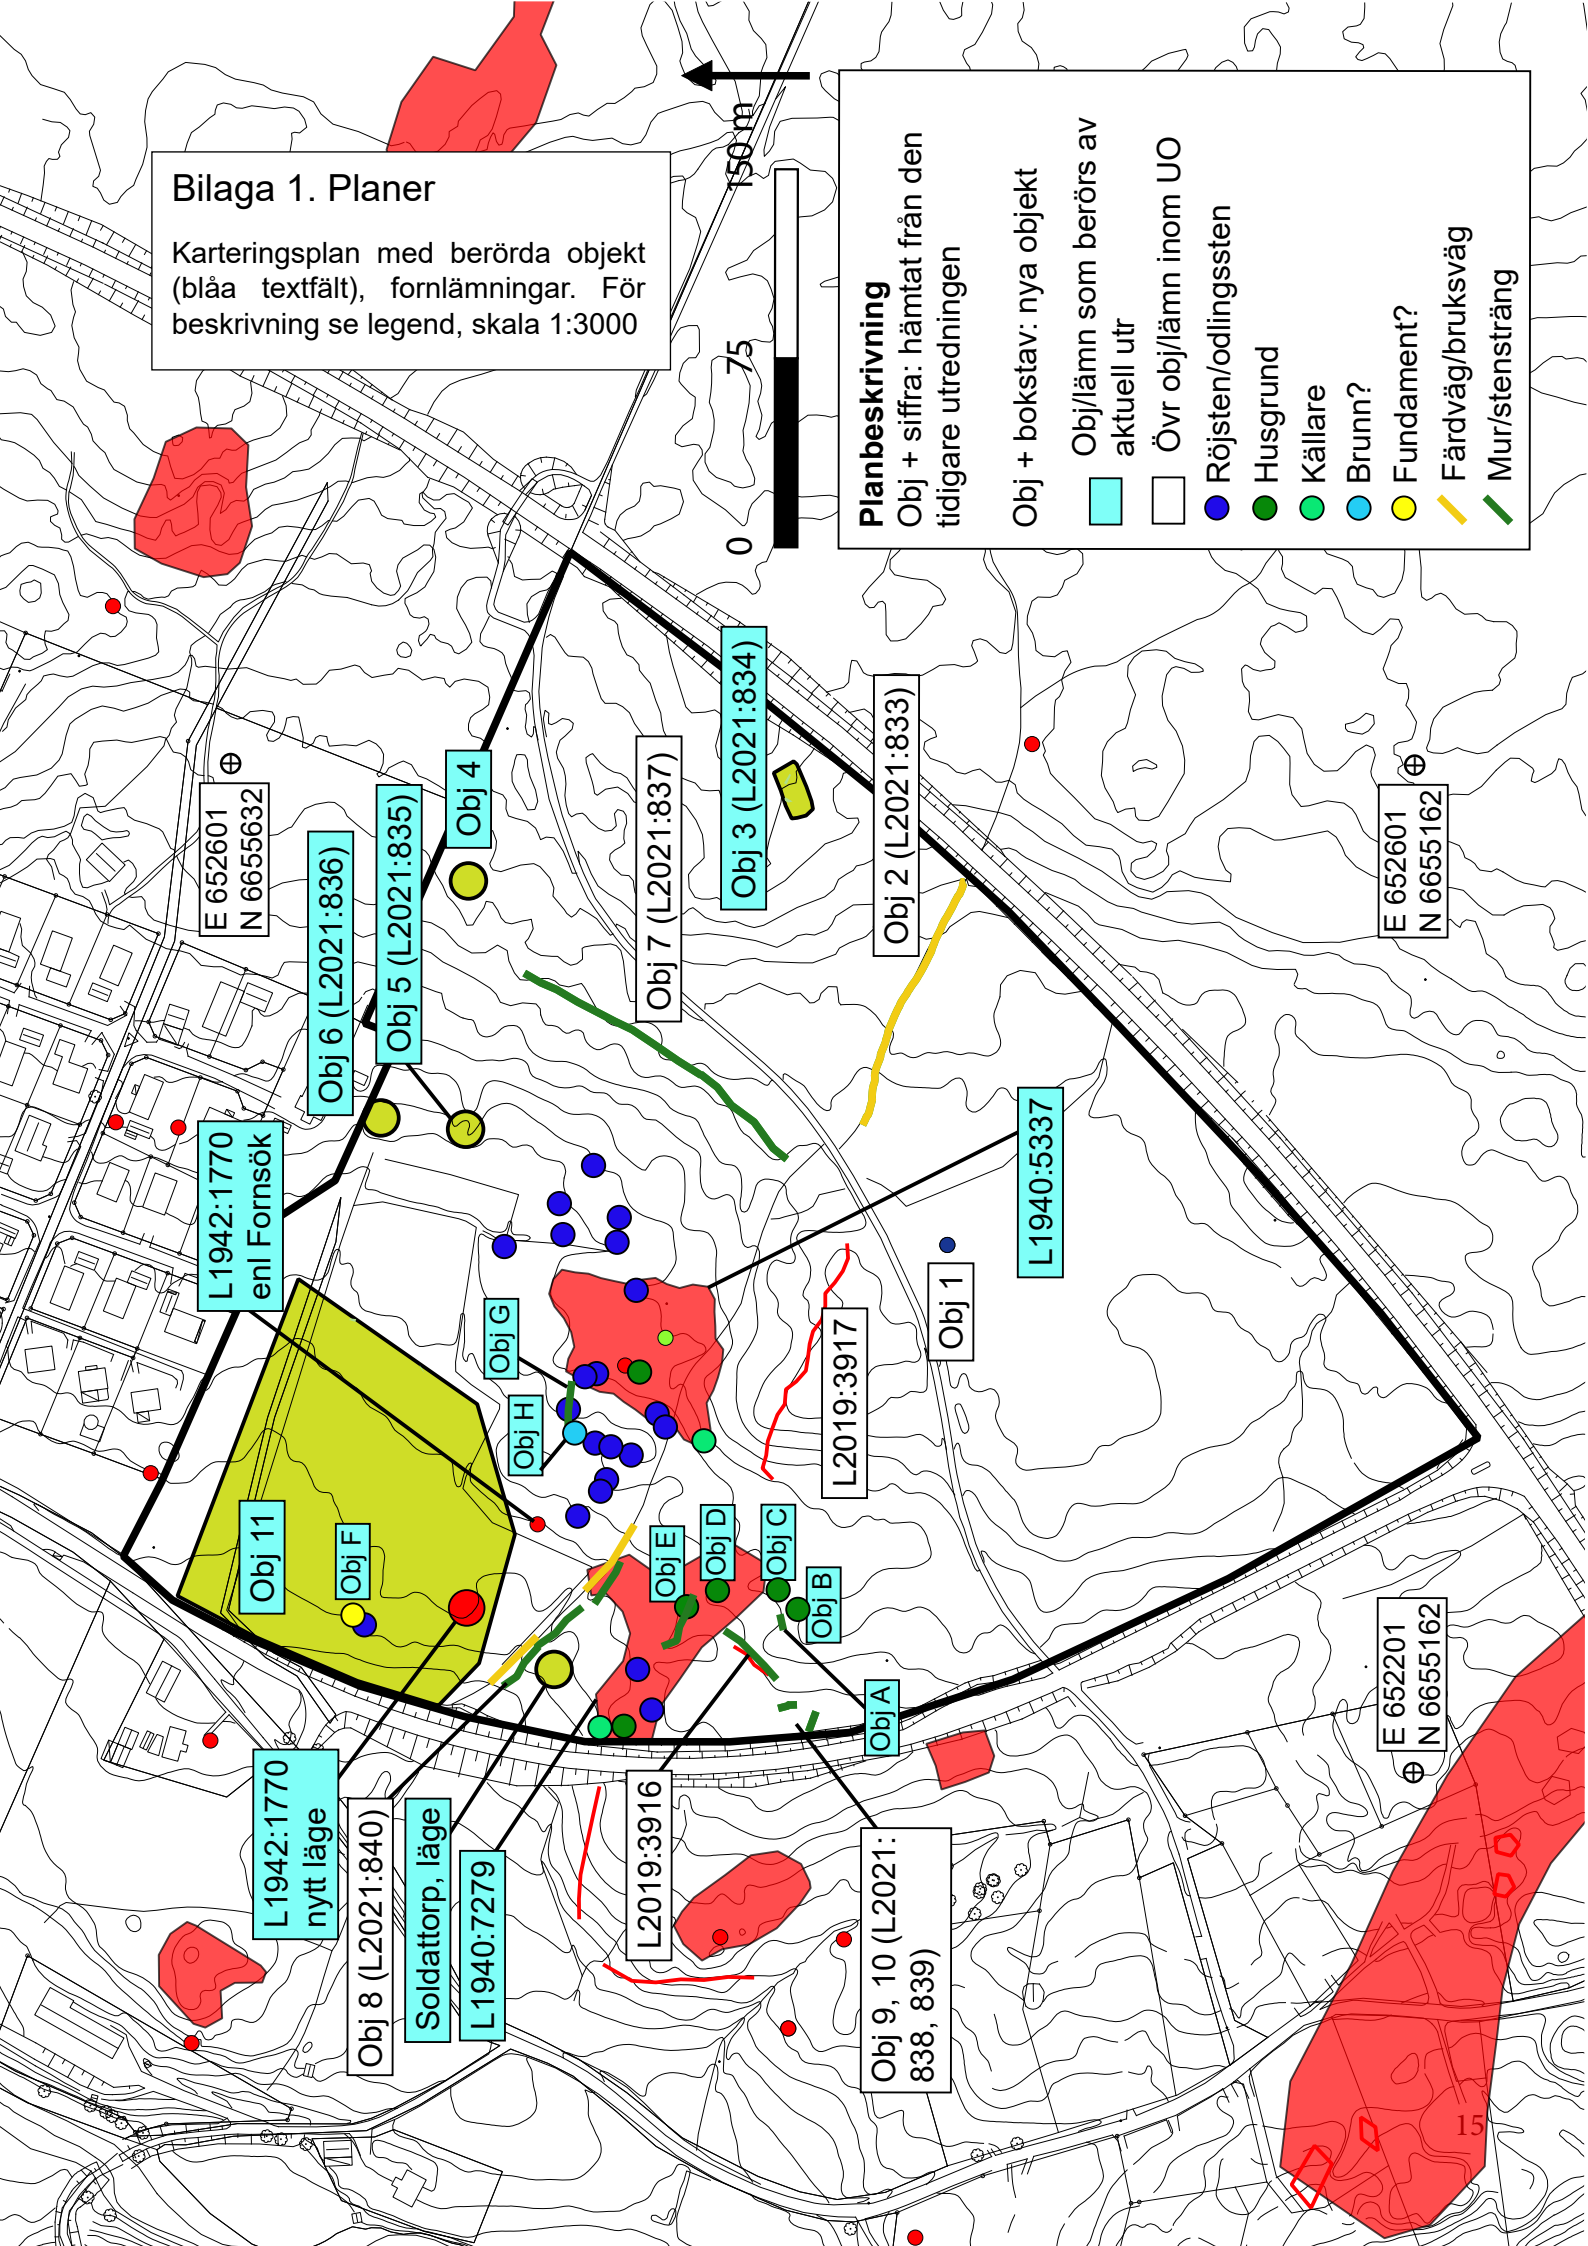 Bilaga 1. Planer
Karteringsplan med berörda objekt
(blåa textfält), fornlämningar. För
beskrivning se legend, skala 1:3000
0 75 150 m
Planbeskrivning
Obj + siffra: hämtat från den
tidigare utredningen
Obj + bokstav: nya objekt
Obj/lämn som berörs av
aktuell utr
Övr obj/lämn inom UO
Röjsten/odlingssten
Husgrund
Källare
Brunn?
Fundament?
Färdväg/bruksväg
Mur/stensträng
E 652601
N 6655632
Obj 6 (L2021:836)
Obj 5 (L2021:835)
Obj 4
Obj 7 (L2021:837)
Obj 3 (L2021:834)
Obj 2 (L2021:833)
E 652601
N 6655162
L1942:1770
enl Fornsök
L1940:5337
Obj G
Obj H
Obj 1
L2019:3917
Obj 11
Obj F
Obj E
Obj D
Obj C
Obj B
Obj A
E 652201
N 6655162
L1942:1770
nytt läge
Obj 8 (L2021:840)
Soldattorp, läge
L1940:7279
L2019:3916
Obj 9, 10 (L2021:
838, 839)
15